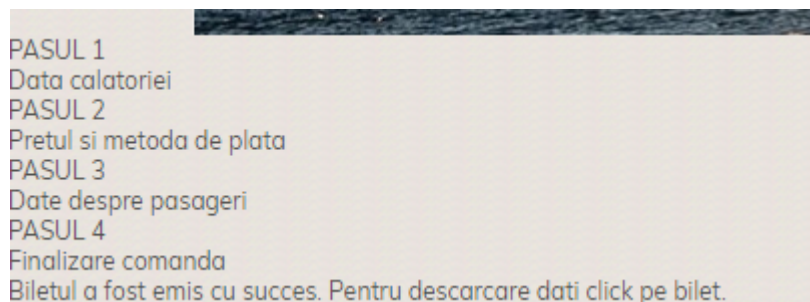 PASUL 1
Data calatoriei
PASUL 2
Pretul si metoda de plata
PASUL 3
Date despre pasageri
PASUL 4
Finalizare comanda
Biletul a fost emis cu succes. Pentru descarcare dati click pe bilet.